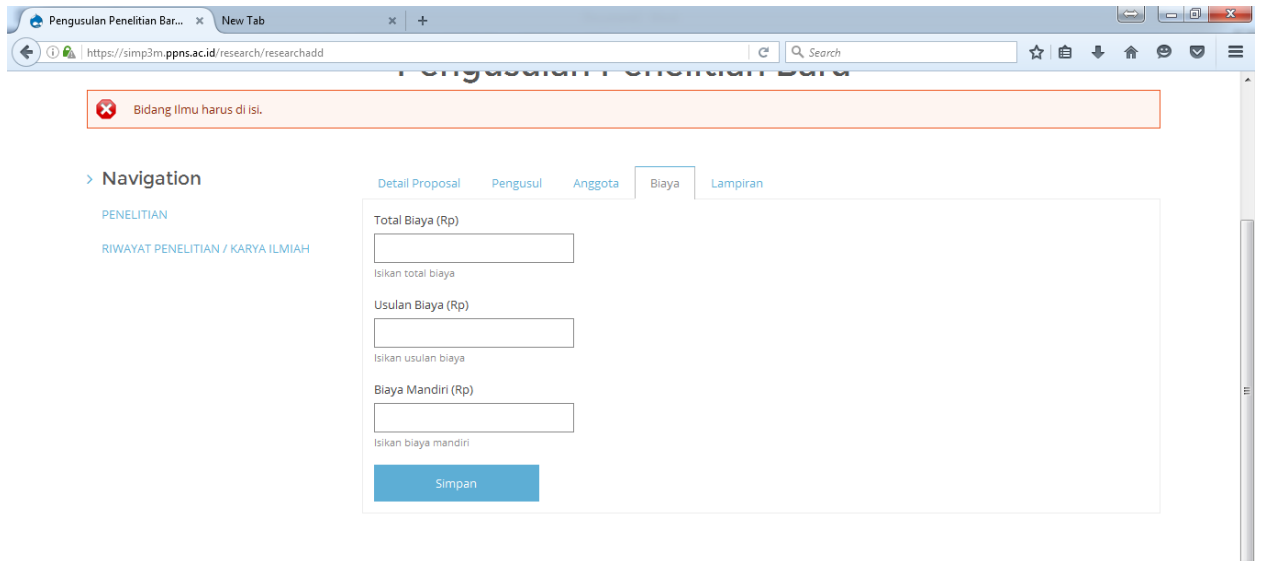 Pengusulan Penelitian Bar...
New Tab
https://simp3m.ppns.ac.id/research/researchadd
Search
Pengusulan Penelitian Baru
Bidang Ilmu harus di isi.
Navigation
PENELITIAN
RIWAYAT PENELITIAN / KARYA ILMIAH
Detail Proposal Pengusul Anggota Biaya Lampiran
Total Biaya (Rp)
Isikan total biaya
Usulan Biaya (Rp)
Isikan usulan biaya
Biaya Mandiri (Rp)
Isikan biaya mandiri
Simpan